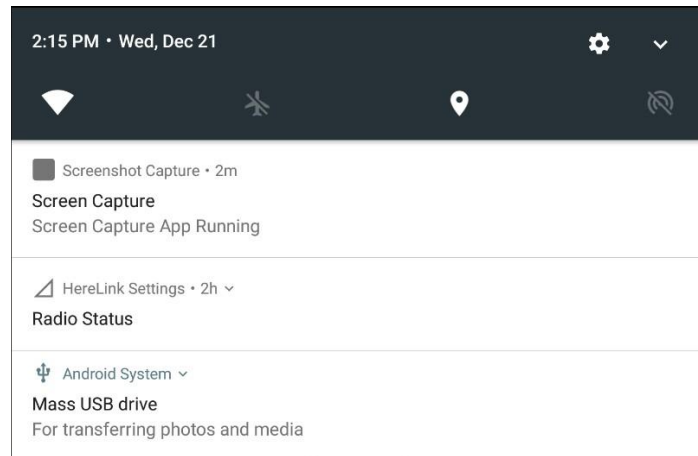 2:15 PM • Wed, Dec 21
Screenshot Capture • 2m
Screen Capture
Screen Capture App Running
HereLink Settings • 2h
Radio Status
Android System
Mass USB drive
For transferring photos and media